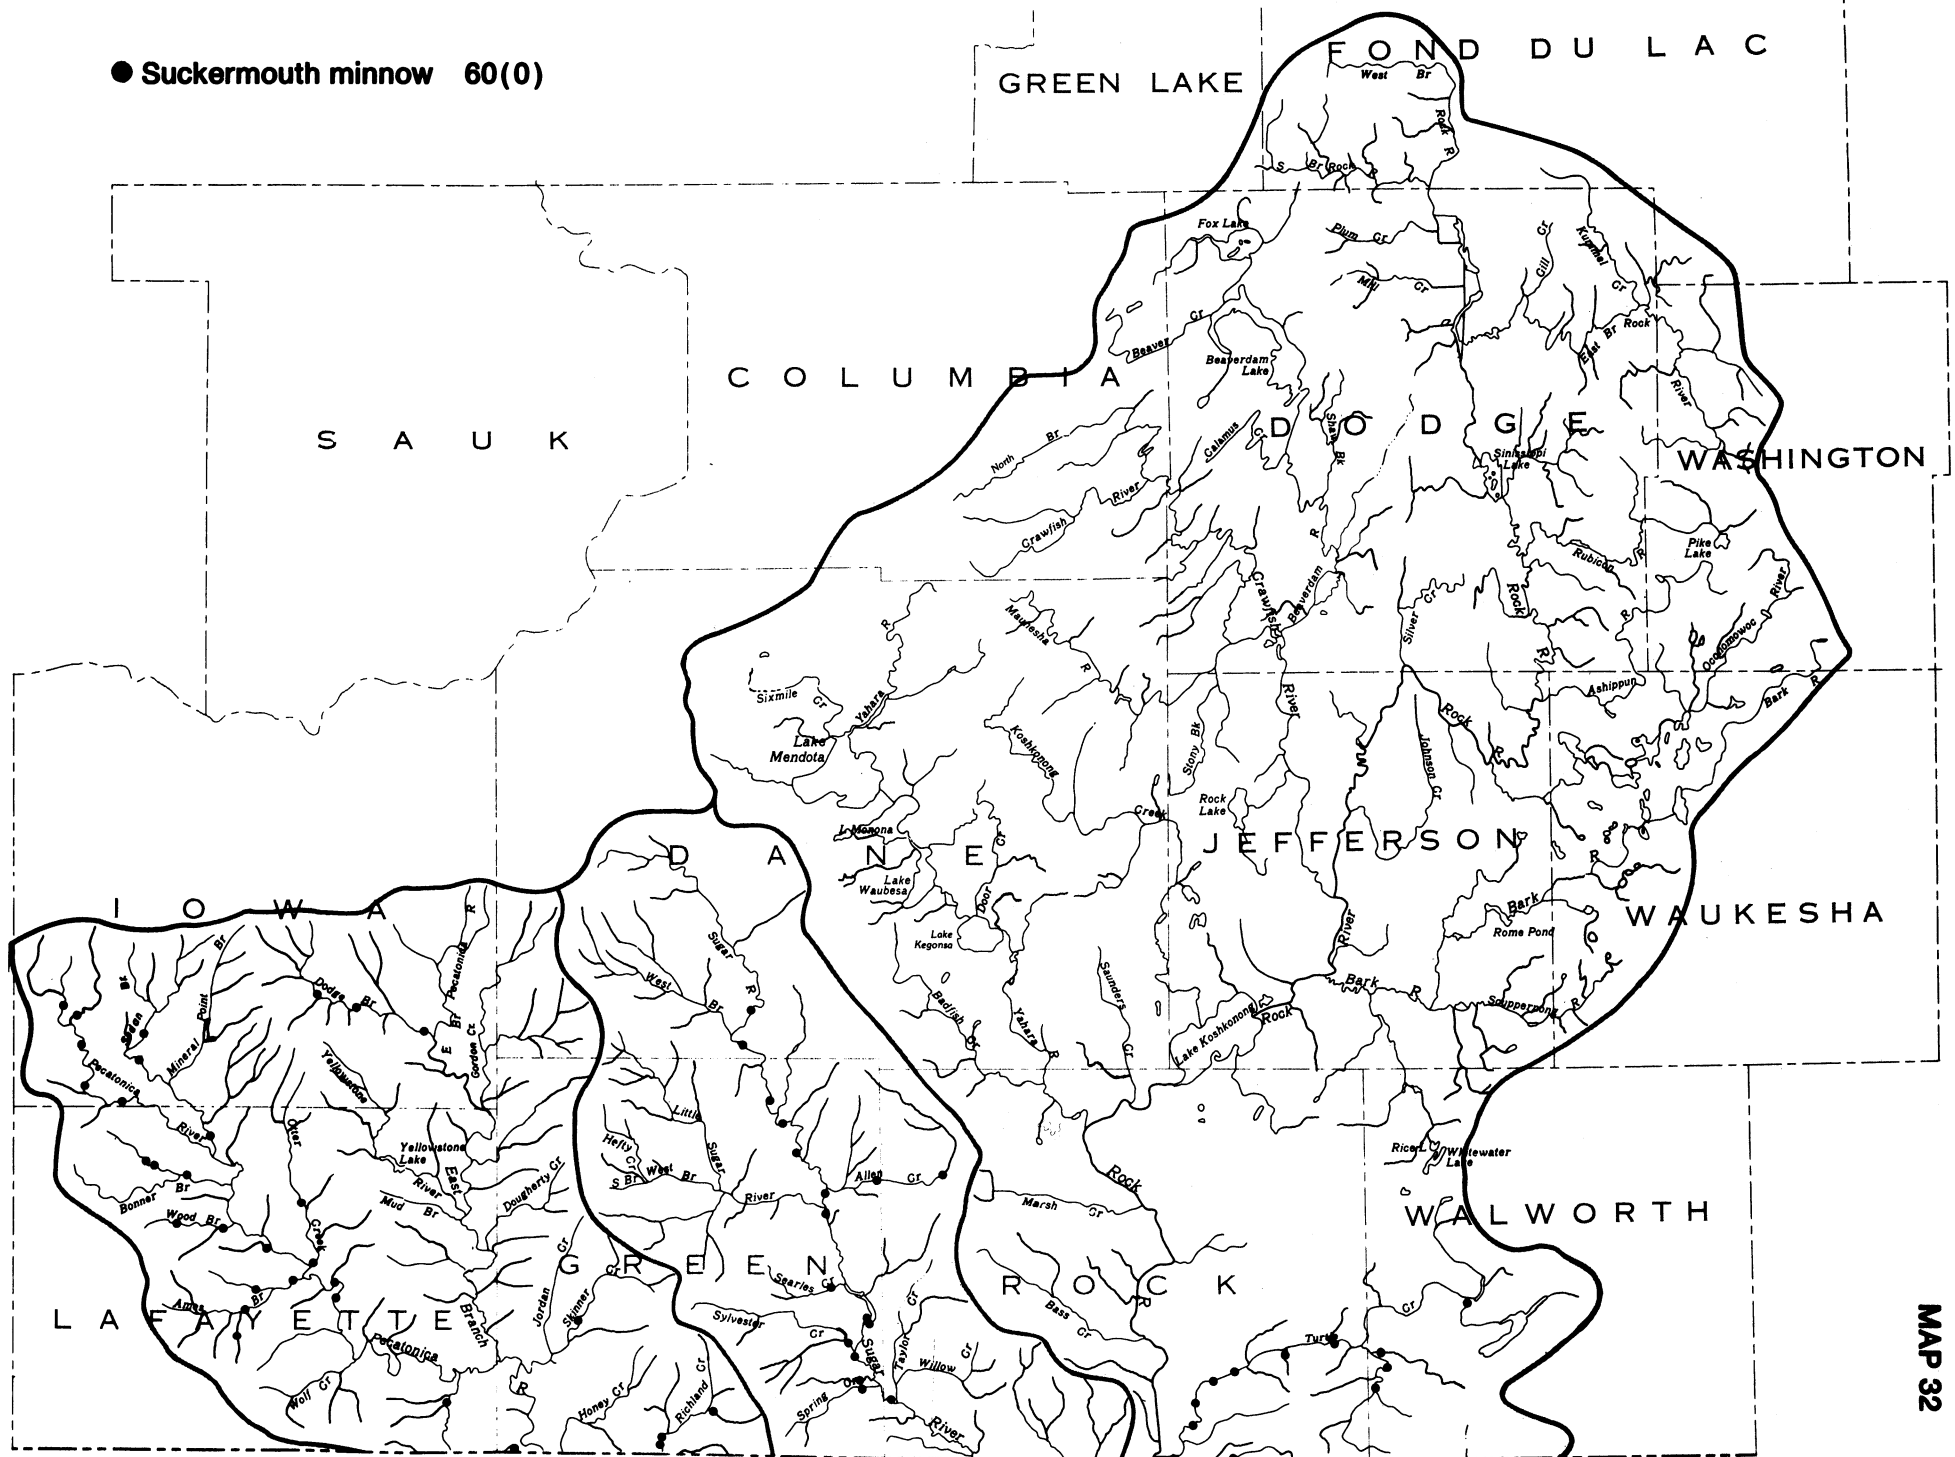 ● Suckermouth minnow 60(0)
FOND DU LAC
GREEN LAKE
West Br
Rock R
S Br Rock R
Fox Lake
Plum Cr
Mill Cr
Gill Cr
Kummel Cr
East Br Rock
River
Beaver Cr
Beaverdam
Lake
COLUMBIA
SAUK
DODGE
WASHINGTON
North Br
Calamus Cr
Shaw Bk
Sinissippi
Lake
Crawfish River
Rubicon R
Pike
Lake
Crawfish
Beaverdam R
Silver Cr
Rock
R
Oconomowoc River
Maunesha R
Yahara R
Sixmile Cr
Lake
Mendota
Koshkonong
Creek
Stony Bk
River
Rock R
Johnson Cr
Ashippun R
Bark R
Rock
Lake
JEFFERSON
L Monona
DANE
Lake
Waubesa
Door Cr
Lake
Kegonsa
IOWA
WAUKESHA
Bark R
Rome Pond
River
Bark R
Scuppernong R
Lake Koshkonong
Rock
Saunders Cr
Badfish Cr
Yahara R
Sugar R
West Br
Pecatonica R
E Br
Gordon Cr
Dodge Br
Mineral Point Br
Pecatonica
River
Yellowstone
Otter
Creek
Yellowstone
Lake
River
East
Branch
Dougherty Cr
Mud Br
Bonner Br
Wood Br
Ames Br
LAFAYETTE
Pecatonica
R
Wolf Cr
Jordan Cr
Skinner Cr
Honey Cr
Richland Cr
Little
Sugar
Hefty Cr
S Br
West Br
River
Allen Cr
GREEN
Searles Cr
Sylvester Cr
Sugar
River
Taylor Cr
Willow Cr
Spring Cr
Marsh Cr
Rock
R
ROCK
Bass Cr
Turtle
Cr
Rice L
Whitewater
Lake
WALWORTH
MAP 32